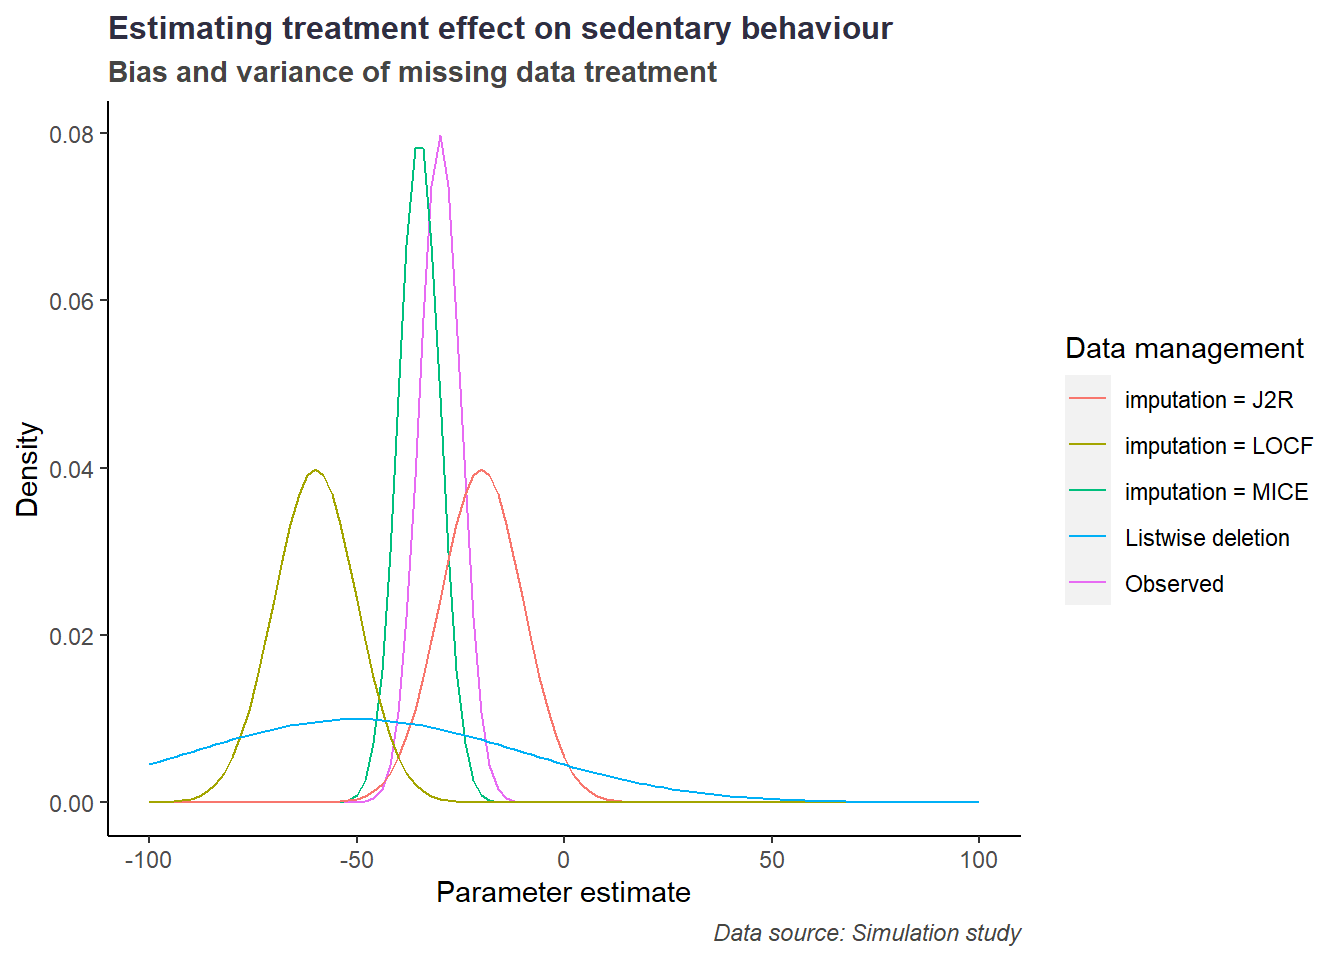 Estimating treatment effect on sedentary behaviour
Bias and variance of missing data treatment
0.08
0.06
0.04
0.02
0.00
Density
-100
-50
0
50
100
Parameter estimate
Data source: Simulation study
Data management
imputation = J2R
imputation = LOCF
imputation = MICE
Listwise deletion
Observed